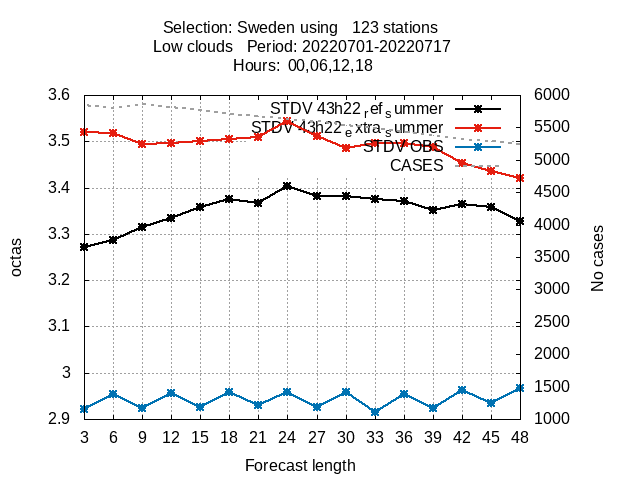 Selection: Sweden using   123 stations
Low clouds   Period: 20220701-20220717
Hours:  00,06,12,18
STDV 43h22_ref_summer
STDV 43h22_extra-_summer
STDV OBS
CASES
3.6
3.5
3.4
3.3
3.2
3.1
3
2.9
octas
6000
5500
5000
4500
4000
3500
3000
2500
2000
1500
1000
No cases
3 6 9 12 15 18 21 24 27 30 33 36 39 42 45 48
Forecast length